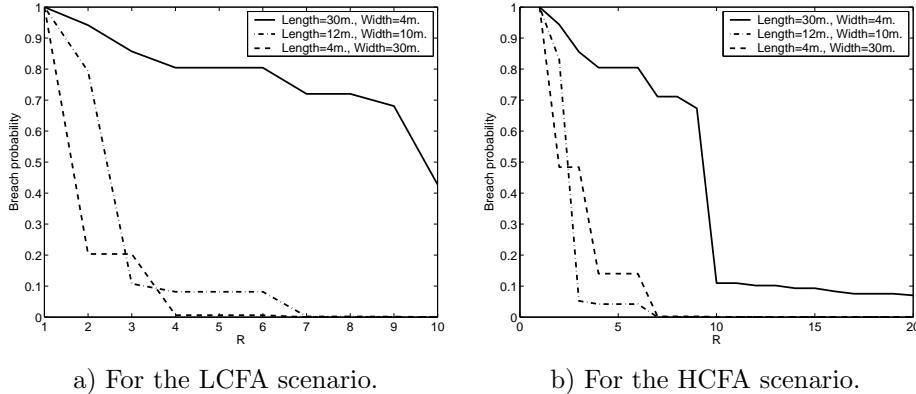 1
0.9
0.8
0.7
0.6
0.5
0.4
0.3
0.2
0.1
0
Breach probability
Length=30m., Width=4m.
Length=12m., Width=10m.
Length=4m., Width=30m.
1 2 3 4 5 6 7 8 9 10
R
a) For the LCFA scenario.
1
0.9
0.8
0.7
0.6
0.5
0.4
0.3
0.2
0.1
0
Breach probability
Length=30m., Width=4m.
Length=12m., Width=10m.
Length=4m., Width=30m.
0 5 10 15 20
R
b) For the HCFA scenario.